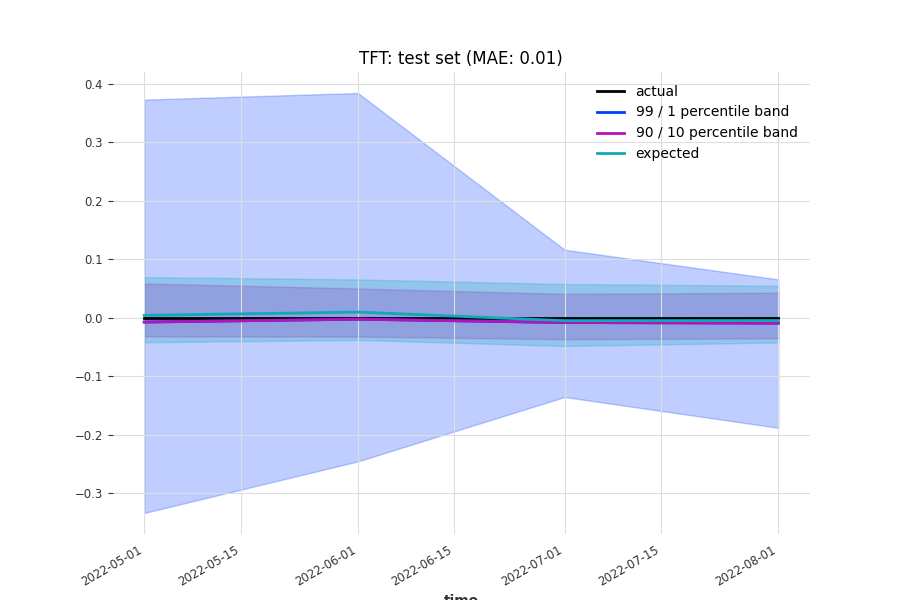 TFT: test set (MAE: 0.01)
actual
99 / 1 percentile band
90 / 10 percentile band
expected
0.4
0.3
0.2
0.1
0.0
−0.1
−0.2
−0.3
2022-05-01
2022-05-15
2022-06-01
2022-06-15
2022-07-01
2022-07-15
2022-08-01
time